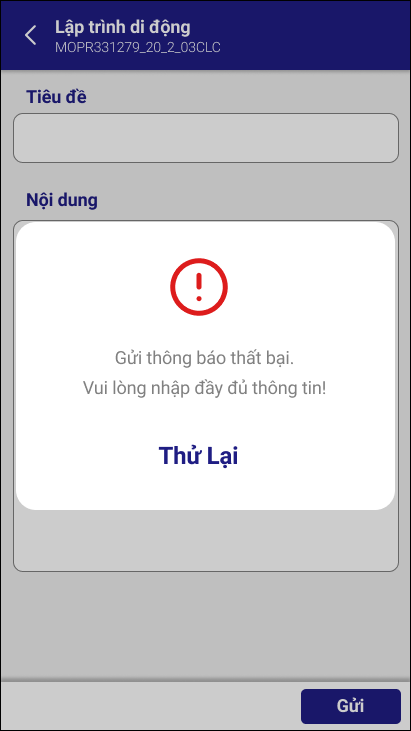 Lập trình di động
MOPR331279_20_2_03CLC
Tiêu đề
Nội dung
Gửi thông báo thất bại.
Vui lòng nhập đầy đủ thông tin!
Thử Lại
Gửi